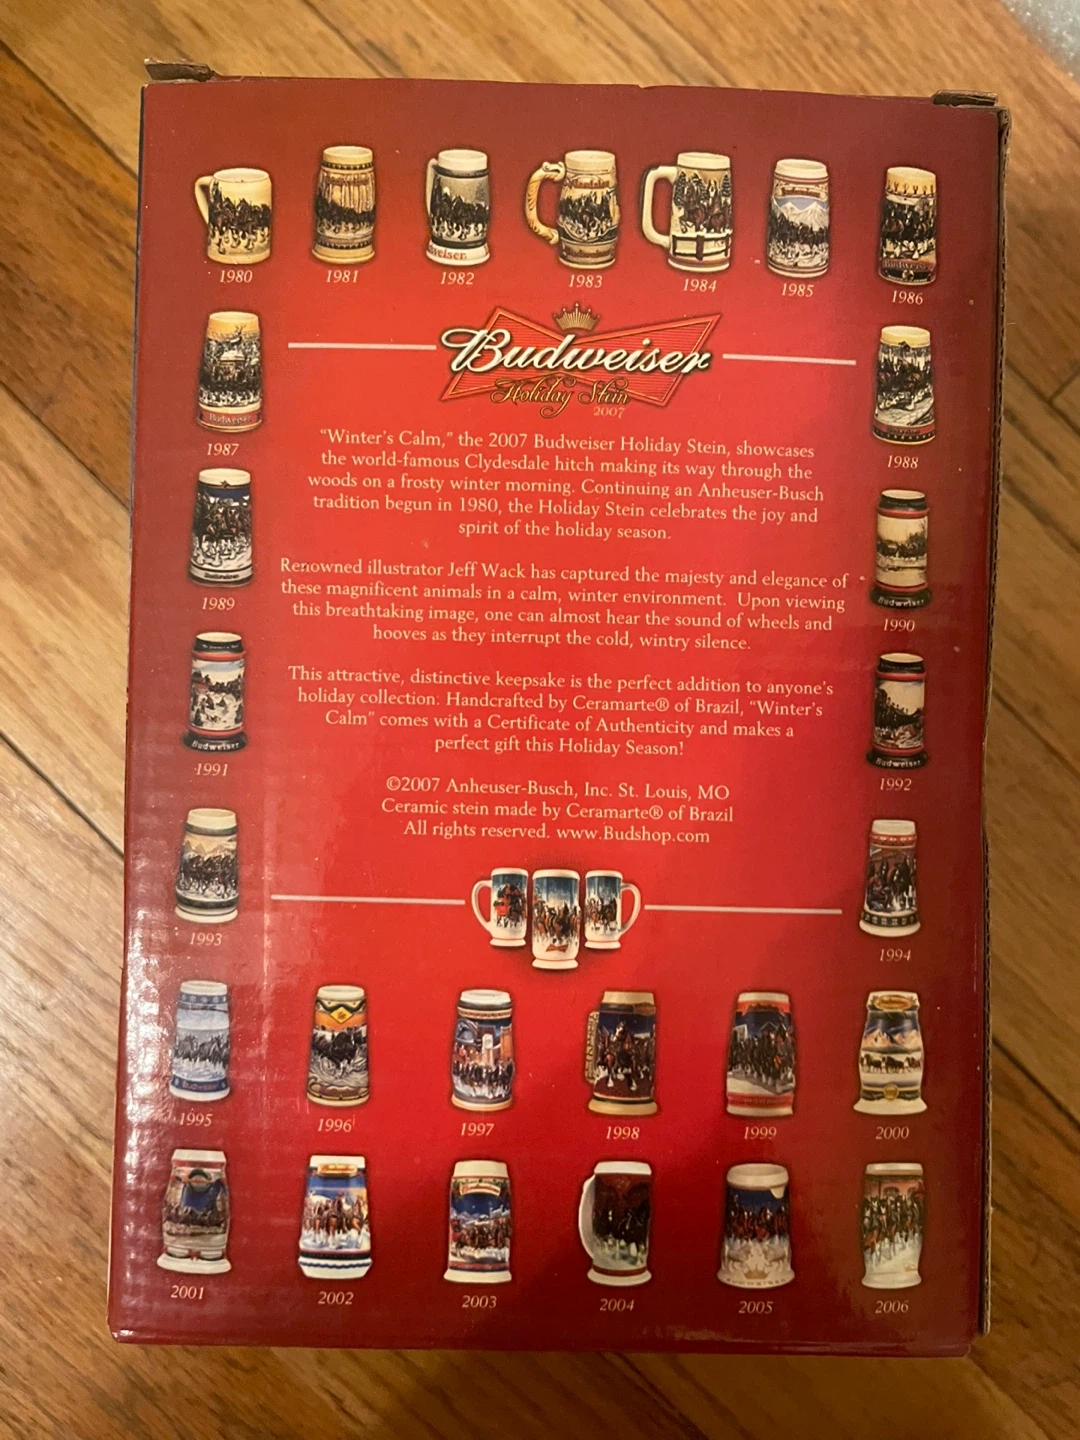 1980 1981 1982 1983 1984 1985 1986
Budweiser
Holiday Stein
2007
1987 1988
"Winter's Calm," the 2007 Budweiser Holiday Stein, showcases
the world-famous Clydesdale hitch making its way through the
woods on a frosty winter morning. Continuing an Anheuser-Busch
tradition begun in 1980, the Holiday Stein celebrates the joy and
spirit of the holiday season.
1989 1990
Renowned illustrator Jeff Wack has captured the majesty and elegance of
these magnificent animals in a calm, winter environment. Upon viewing
this breathtaking image, one can almost hear the sound of wheels and
hooves as they interrupt the cold, wintry silence.
1991 1992
This attractive, distinctive keepsake is the perfect addition to anyone's
holiday collection: Handcrafted by Ceramarte® of Brazil, "Winter's
Calm" comes with a Certificate of Authenticity and makes a
perfect gift this Holiday Season!
©2007 Anheuser-Busch, Inc. St. Louis, MO
Ceramic stein made by Ceramarte® of Brazil
All rights reserved. www.Budshop.com
1993 1994
1995 1996 1997 1998 1999 2000
2001 2002 2003 2004 2005 2006